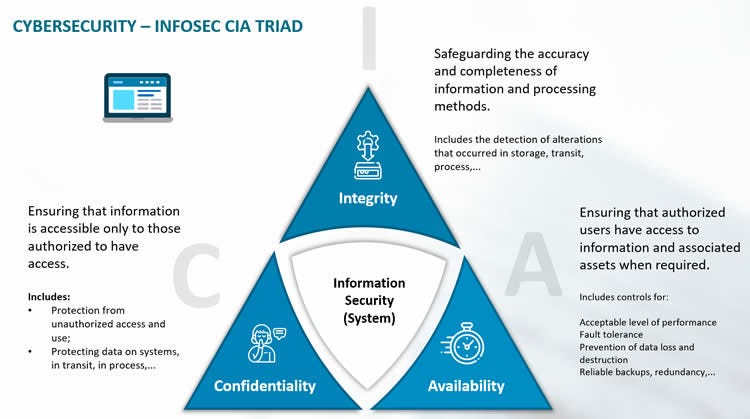 CYBERSECURITY – INFOSEC CIA TRIAD
I
Safeguarding the accuracy
and completeness of
information and processing
methods.
Includes the detection of alterations
that occurred in storage, transit,
process,...
Integrity
Ensuring that information
is accessible only to those
authorized to have
access.
Includes:
• Protection from
unauthorized access and
use;
• Protecting data on systems,
in transit, in process,...
C
Information
Security
(System)
A
Ensuring that authorized
users have access to
information and associated
assets when required.
Includes controls for:
Acceptable level of performance
Fault tolerance
Prevention of data loss and
destruction
Reliable backups, redundancy,...
Confidentiality
Availability